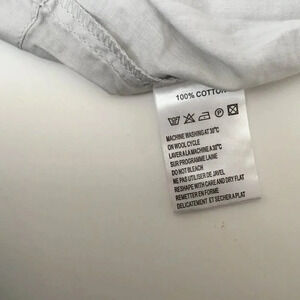 100% COTTON
MACHINE WASHING AT 30°C
ON WOOL CYCLE
LAVER A LA MACHINE A 30°C
SUR PROGRAMME LAINE
DO NOT BLEACH
NE PAS UTILISER DE JAVEL
RESHAPE WITH CARE AND DRY FLAT
REMETTER EN FORME
DELICATEMENT ET SECHER A PLAT